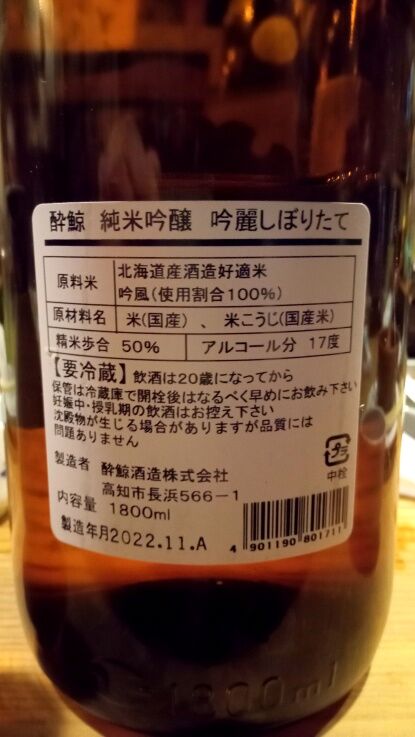 酔鯨 純米吟醸 吟麗しぼりたて
原料米 北海道産酒造好適米
吟風(使用割合100%)
原材料名 米(国産)、米こうじ(国産米)
精米歩合 50% アルコール分 17度
【要冷蔵】飲酒は20歳になってから
保管は冷蔵庫で開栓後はなるべく早めにお飲み下さい
妊娠中・授乳期の飲酒はお控え下さい
沈殿物が生じる場合がありますが品質には
問題ありません
製造者 酔鯨酒造株式会社
高知市長浜566-1
内容量 1800ml
製造年月2022.11.A
プラ
中栓
4 901190 801711
1800ml